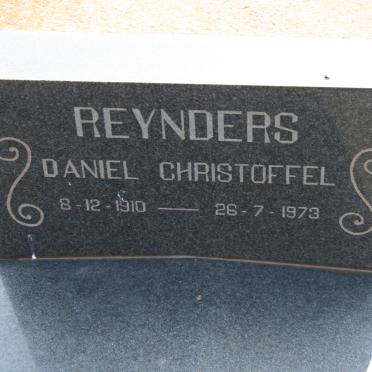 REYNDERS
DANIEL CHRISTOFFEL
8-12-1910 — 26-7-1973